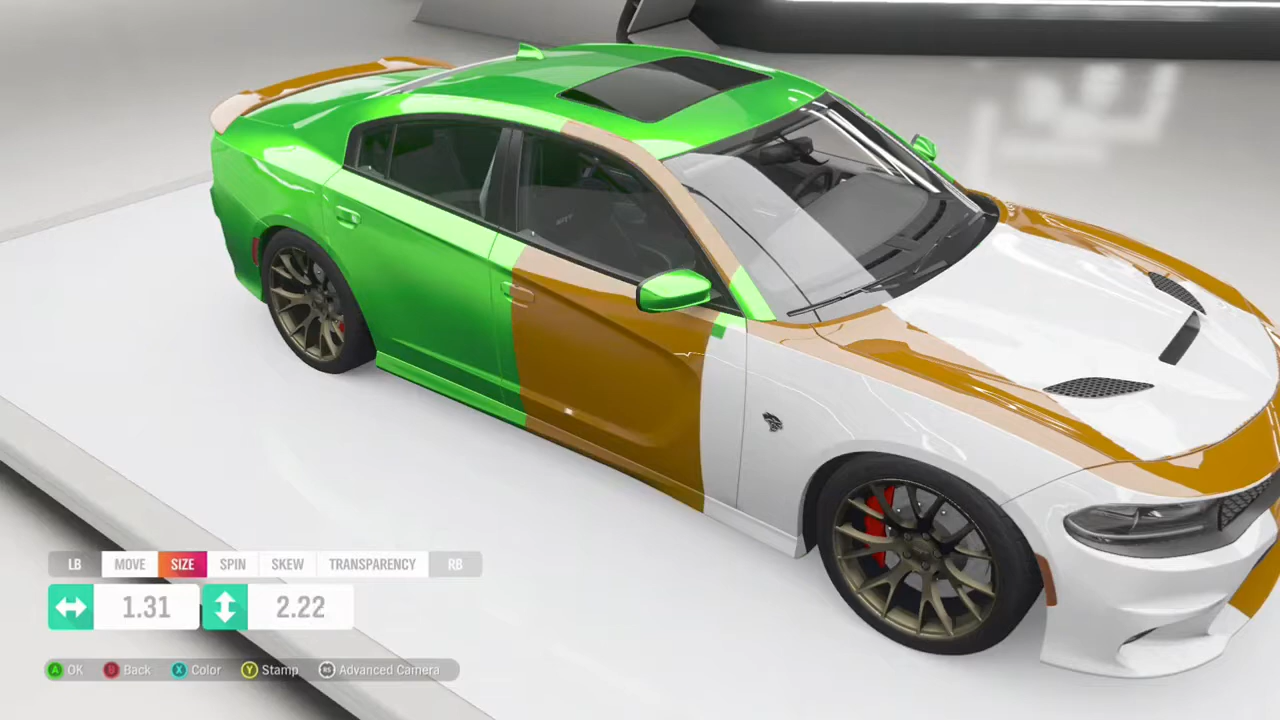 LB MOVE SIZE SPIN SKEW TRANSPARENCY RB
1.31 2.22
A OK B Back X Color Y Stamp RS Advanced Camera